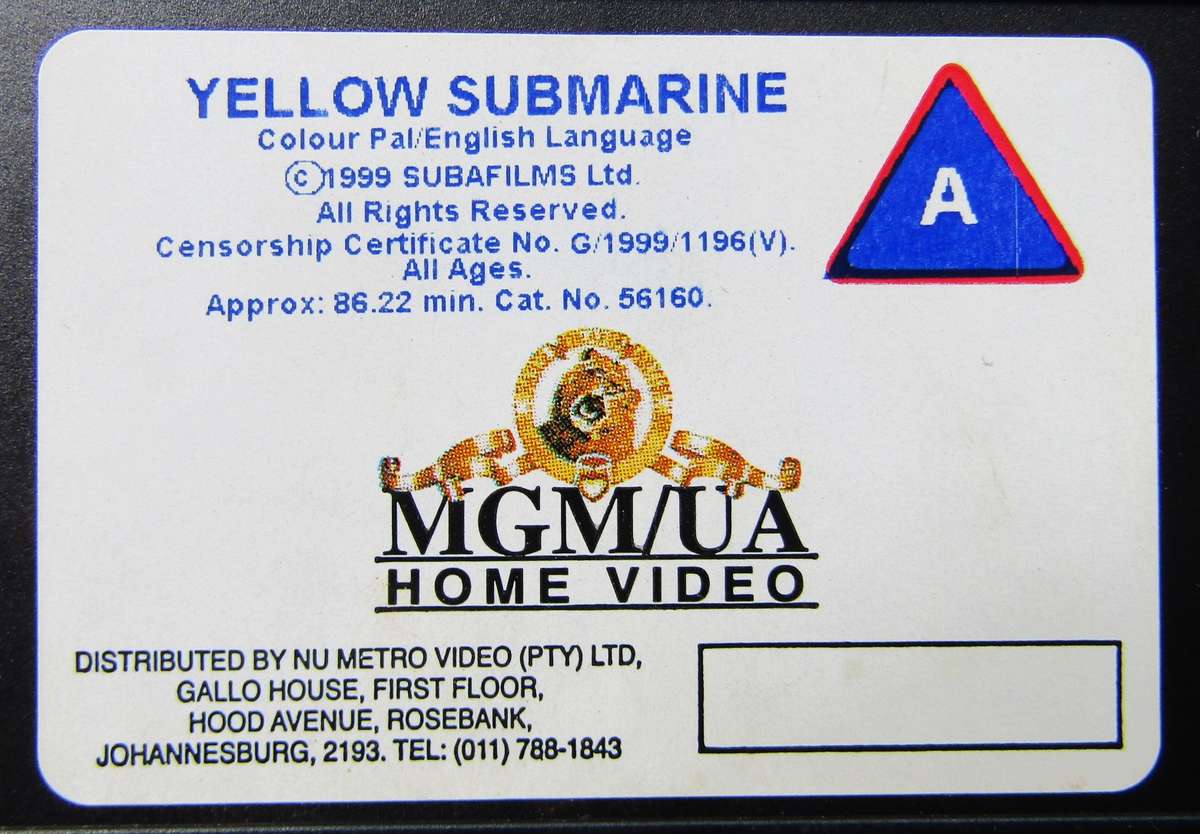 YELLOW SUBMARINE
Colour Pal/English Language
©1999 SUBAFILMS Ltd.
All Rights Reserved.
Censorship Certificate No. G/1999/1196(V).
All Ages.
Approx: 86.22 min. Cat. No. 56160.
A
MGM/UA
HOME VIDEO
DISTRIBUTED BY NU METRO VIDEO (PTY) LTD,
GALLO HOUSE, FIRST FLOOR,
HOOD AVENUE, ROSEBANK,
JOHANNESBURG, 2193. TEL: (011) 788-1843